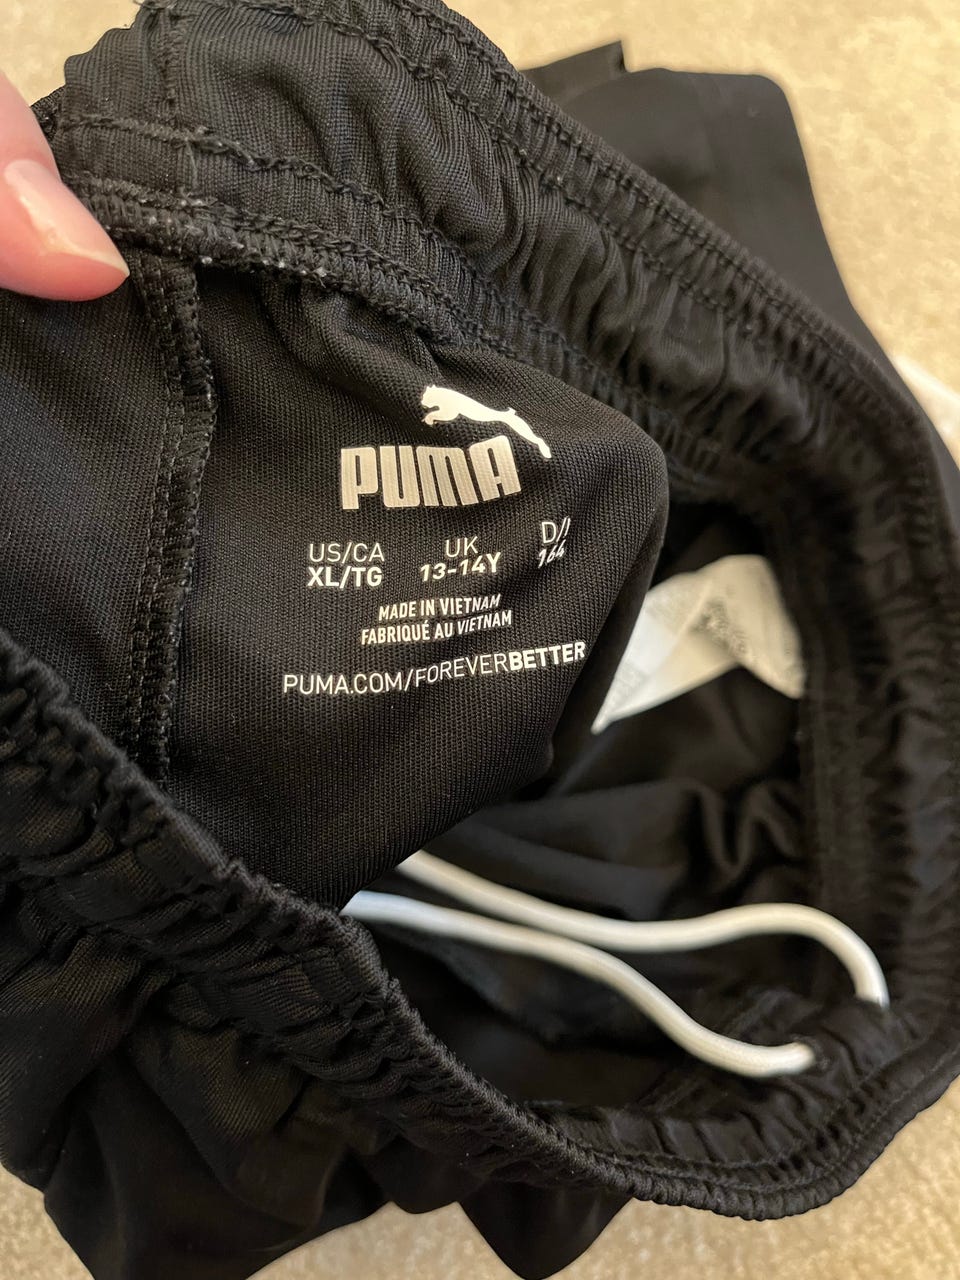 PUMA
US/CA UK
XL/TG 13-14Y 164
MADE IN VIETNAM
FABRIQUÉ AU VIETNAM
PUMA.COM/FOREVERBETTER